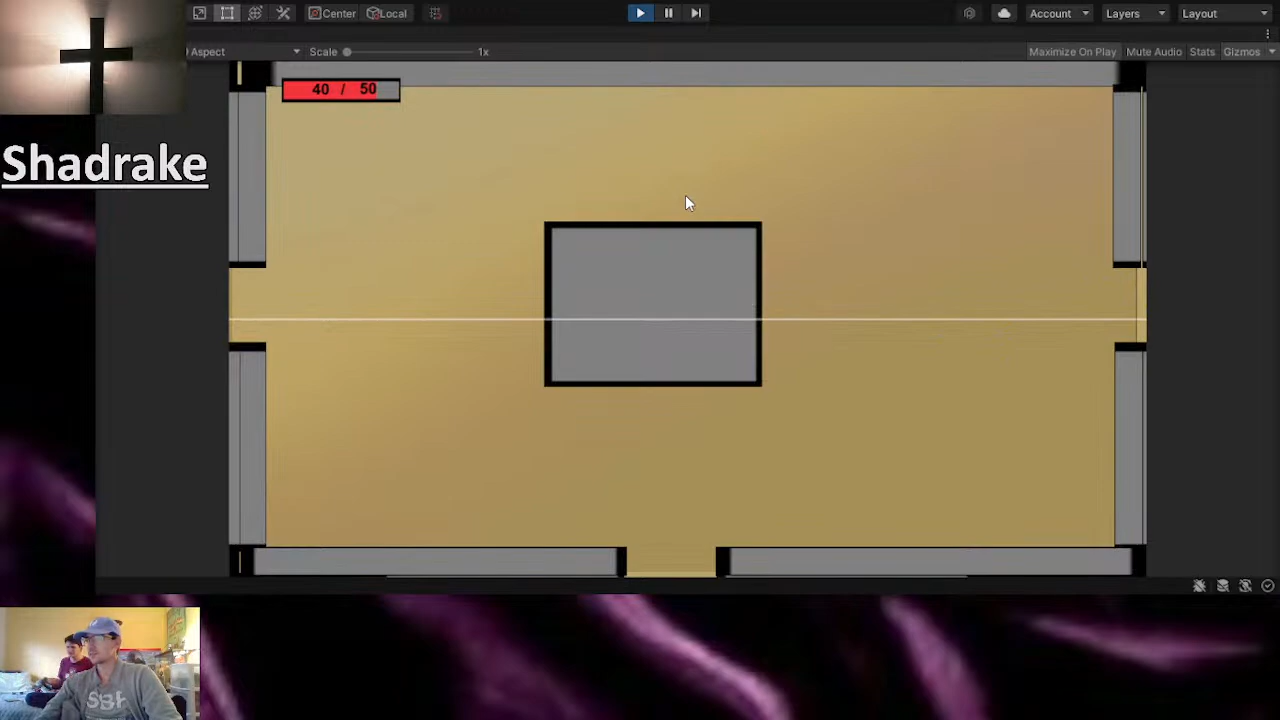 Center
Local
Account
Layers
Layout
Aspect
Scale
1x
Maximize On Play
Mute Audio
Stats
Gizmos
40 / 50
Shadrake